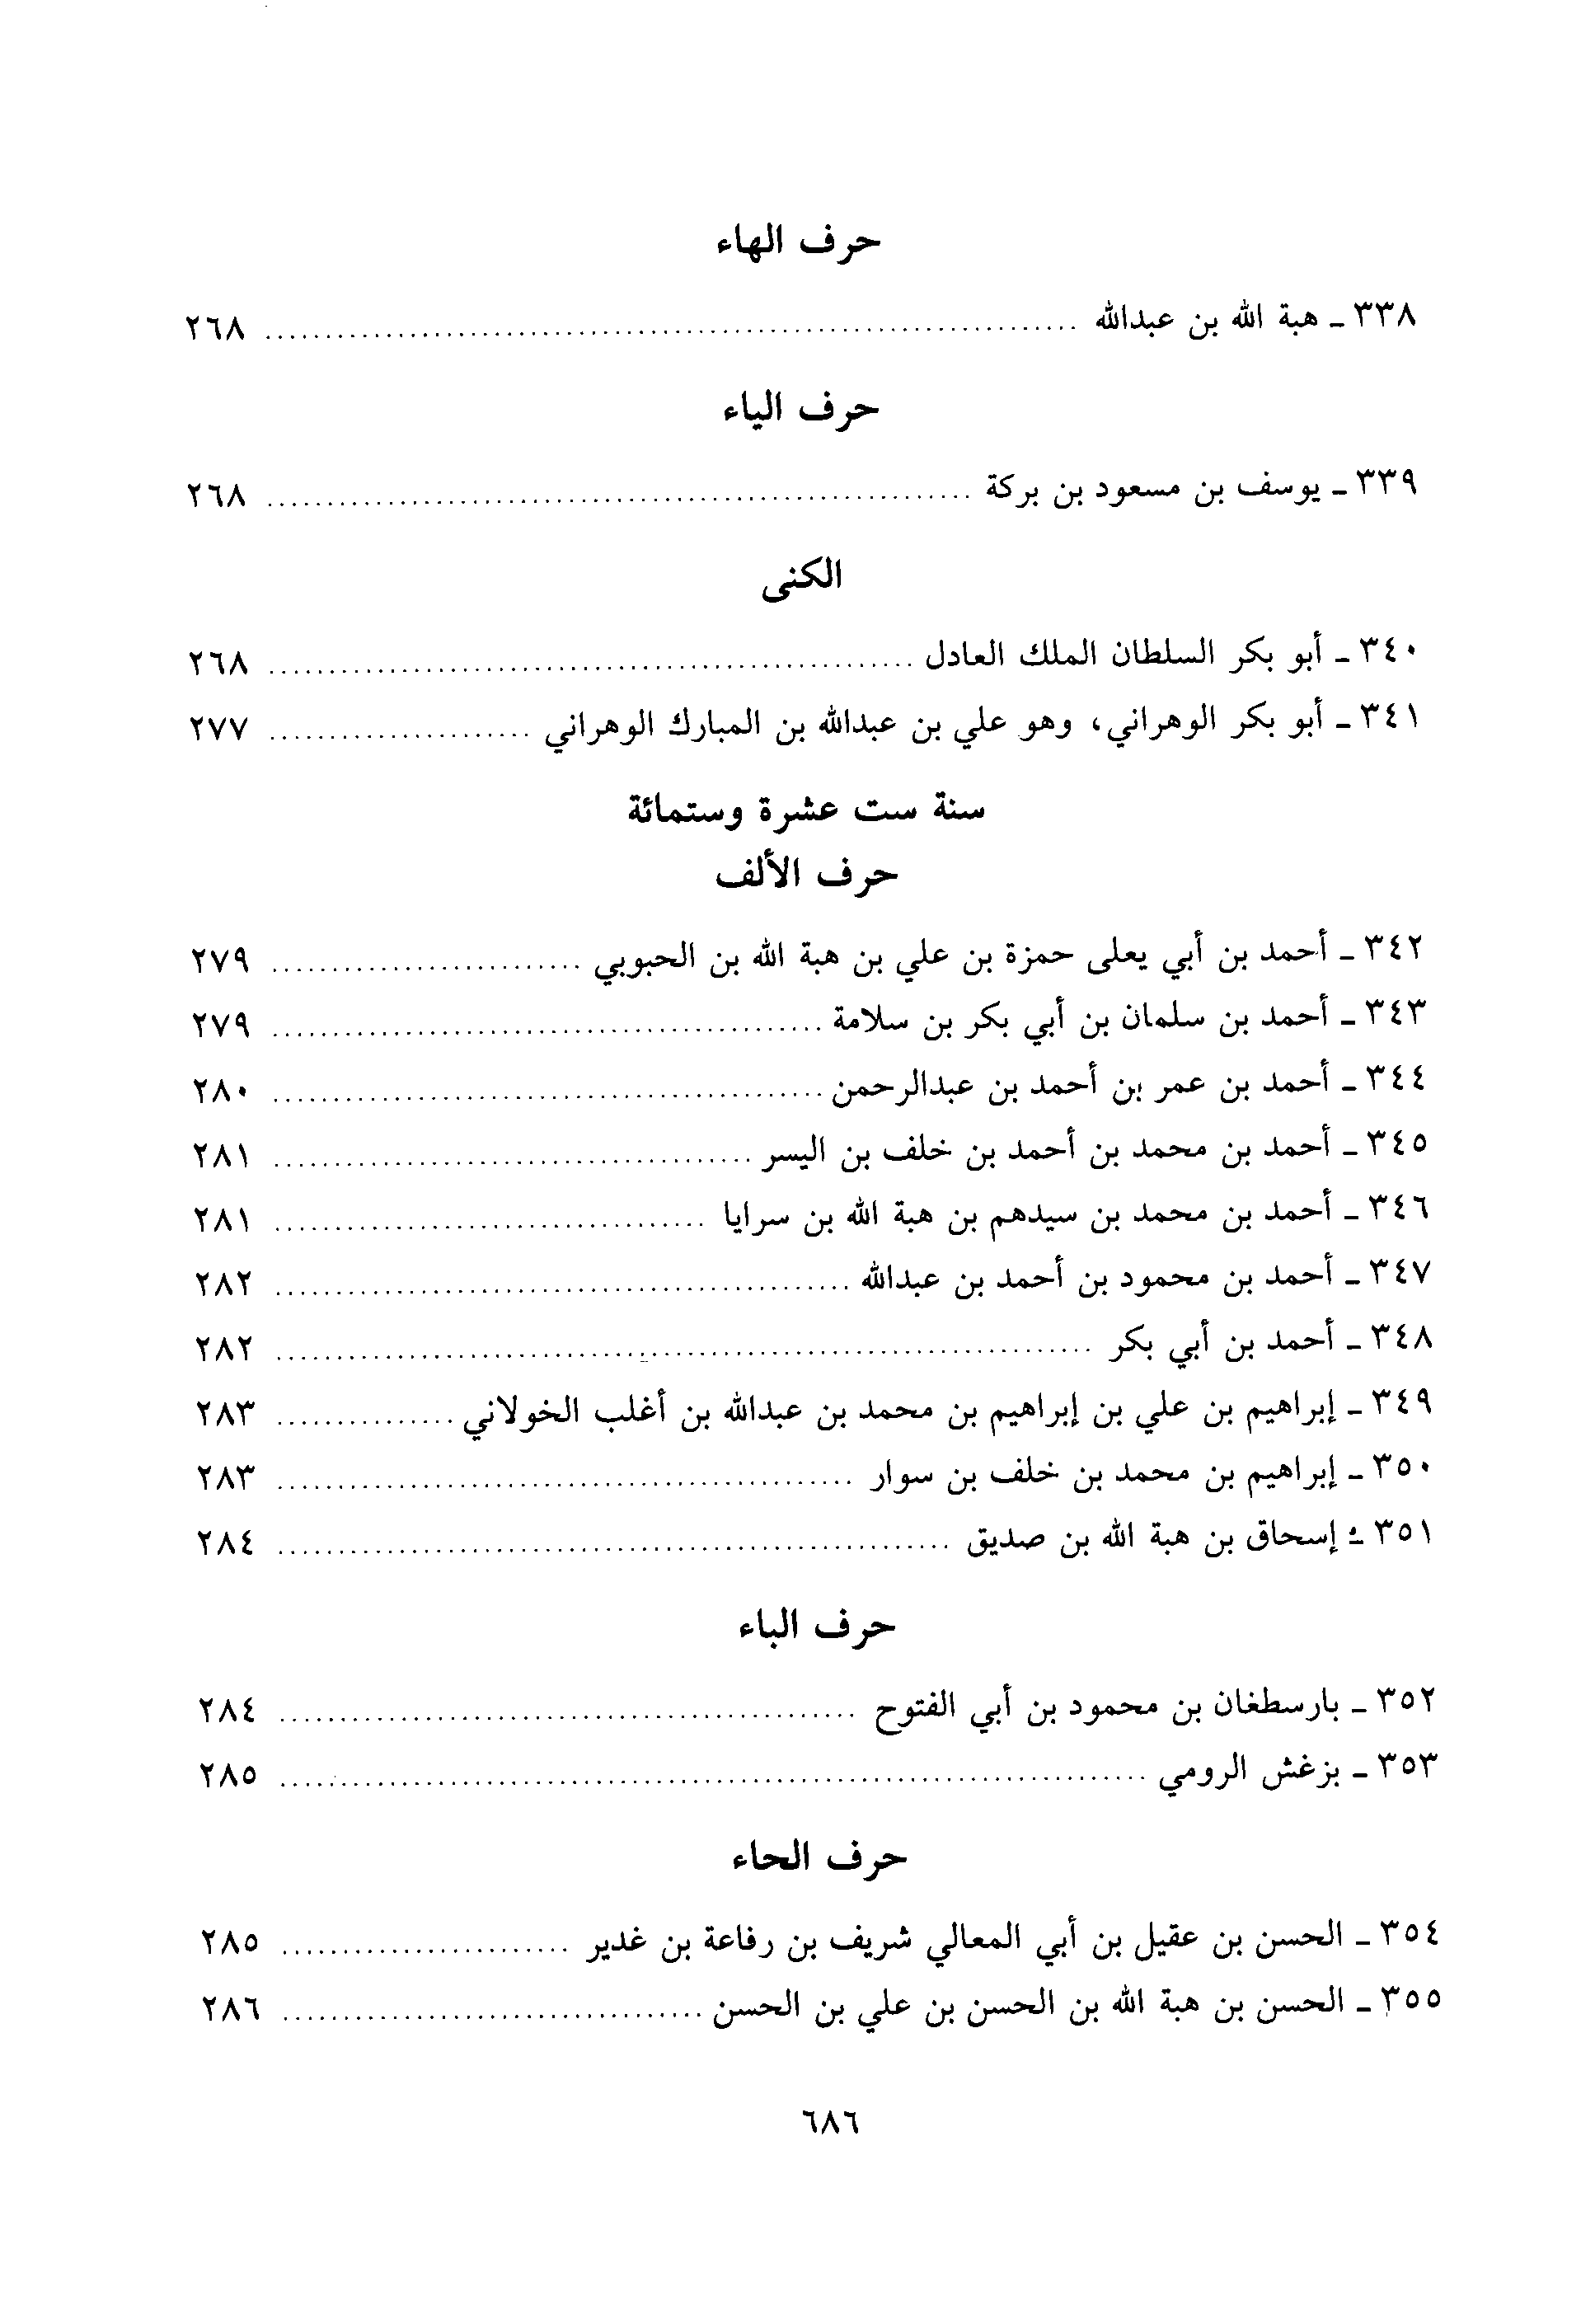 حرف الهاء
٣٣٨ ـ هبة الله بن عبدالله ........ ٢٦٨
حرف الياء
٣٣٩ ـ يوسف بن مسعود بن بركة ........ ٢٦٨
الكنى
٣٤٠ ـ أبو بكر السلطان الملك العادل ........ ٢٦٨
٣٤١ ـ أبو بكر الوهراني، وهو علي بن عبدالله بن المبارك الوهراني ........ ٢٧٧
سنة ست عشرة وستمائة
حرف الألف
٣٤٢ ـ أحمد بن أبي يعلى حمزة بن علي بن هبة الله بن الحبوبي ........ ٢٧٩
٣٤٣ ـ أحمد بن سلمان بن أبي بكر بن سلامة ........ ٢٧٩
٣٤٤ ـ أحمد بن عمر بن أحمد بن عبدالرحمن ........ ٢٨٠
٣٤٥ ـ أحمد بن محمد بن أحمد بن خلف بن اليسر ........ ٢٨١
٣٤٦ ـ أحمد بن محمد بن سيدهم بن هبة الله بن سرايا ........ ٢٨١
٣٤٧ ـ أحمد بن محمود بن أحمد بن عبدالله ........ ٢٨٢
٣٤٨ ـ أحمد بن أبي بكر ........ ٢٨٢
٣٤٩ ـ إبراهيم بن علي بن إبراهيم بن محمد بن عبدالله بن أغلب الخولاني ........ ٢٨٣
٣٥٠ ـ إبراهيم بن محمد بن خلف بن سوار ........ ٢٨٣
٣٥١ ـ إسحاق بن هبة الله بن صديق ........ ٢٨٤
حرف الباء
٣٥٢ ـ بارسطغان بن محمود بن أبي الفتوح ........ ٢٨٤
٣٥٣ ـ بزغش الرومي ........ ٢٨٥
حرف الحاء
٣٥٤ ـ الحسن بن عقيل بن أبي المعالي شريف بن رفاعة بن غدير ........ ٢٨٥
٣٥٥ ـ الحسن بن هبة الله بن الحسن بن علي بن الحسن ........ ٢٨٦
٦٨٦